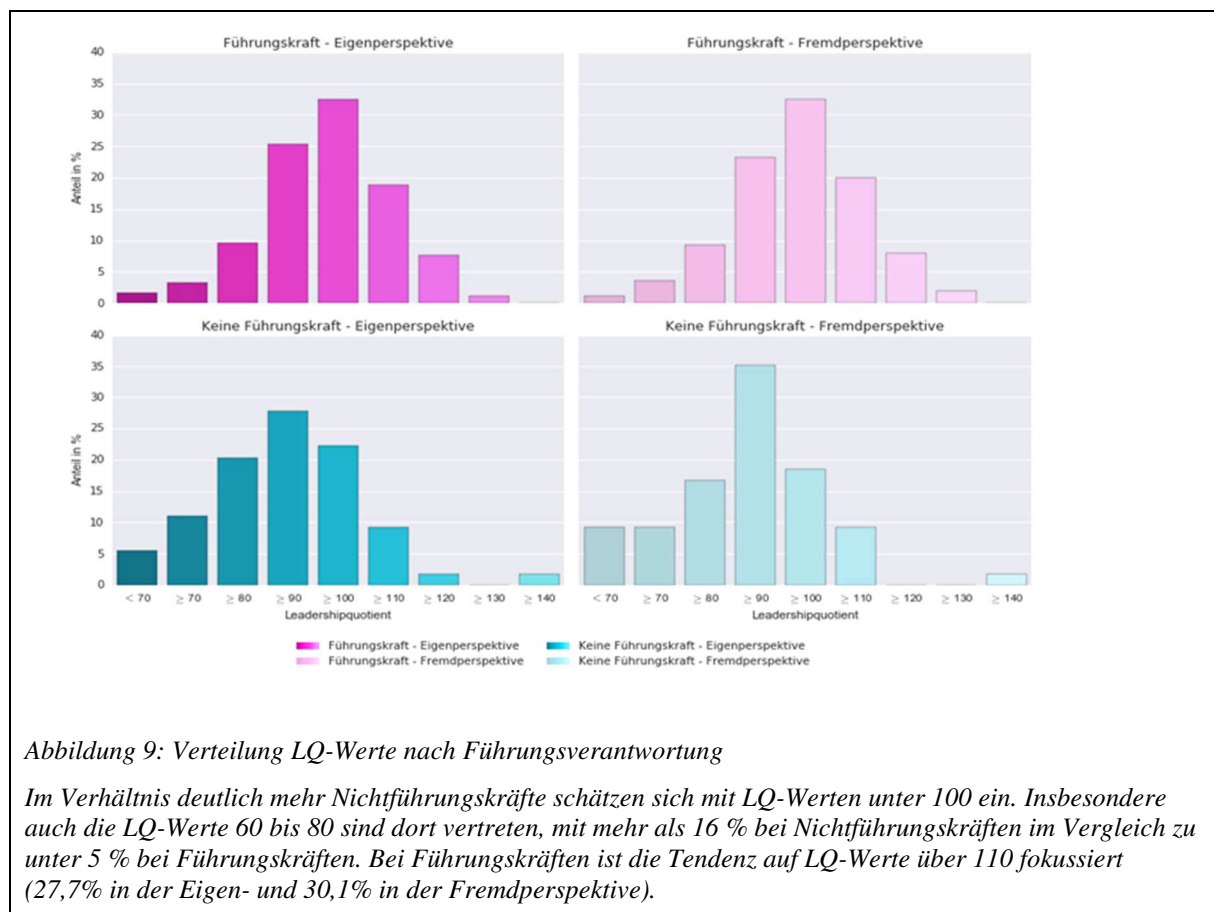 Führungskraft - Eigenperspektive
Führungskraft - Fremdperspektive
40
35
30
25
20
15
10
5
0
Anteil in %
Keine Führungskraft - Eigenperspektive
Keine Führungskraft - Fremdperspektive
40
35
30
25
20
15
10
5
0
Anteil in %
< 70 ≥ 70 ≥ 80 ≥ 90 ≥ 100 ≥ 110 ≥ 120 ≥ 130 ≥ 140
< 70 ≥ 70 ≥ 80 ≥ 90 ≥ 100 ≥ 110 ≥ 120 ≥ 130 ≥ 140
Leadershipquotient
Leadershipquotient
Führungskraft - Eigenperspektive
Führungskraft - Fremdperspektive
Keine Führungskraft - Eigenperspektive
Keine Führungskraft - Fremdperspektive
Abbildung 9: Verteilung LQ-Werte nach Führungsverantwortung
Im Verhältnis deutlich mehr Nichtführungskräfte schätzen sich mit LQ-Werten unter 100 ein. Insbesondere
auch die LQ-Werte 60 bis 80 sind dort vertreten, mit mehr als 16 % bei Nichtführungskräften im Vergleich zu
unter 5 % bei Führungskräften. Bei Führungskräften ist die Tendenz auf LQ-Werte über 110 fokussiert
(27,7% in der Eigen- und 30,1% in der Fremdperspektive).